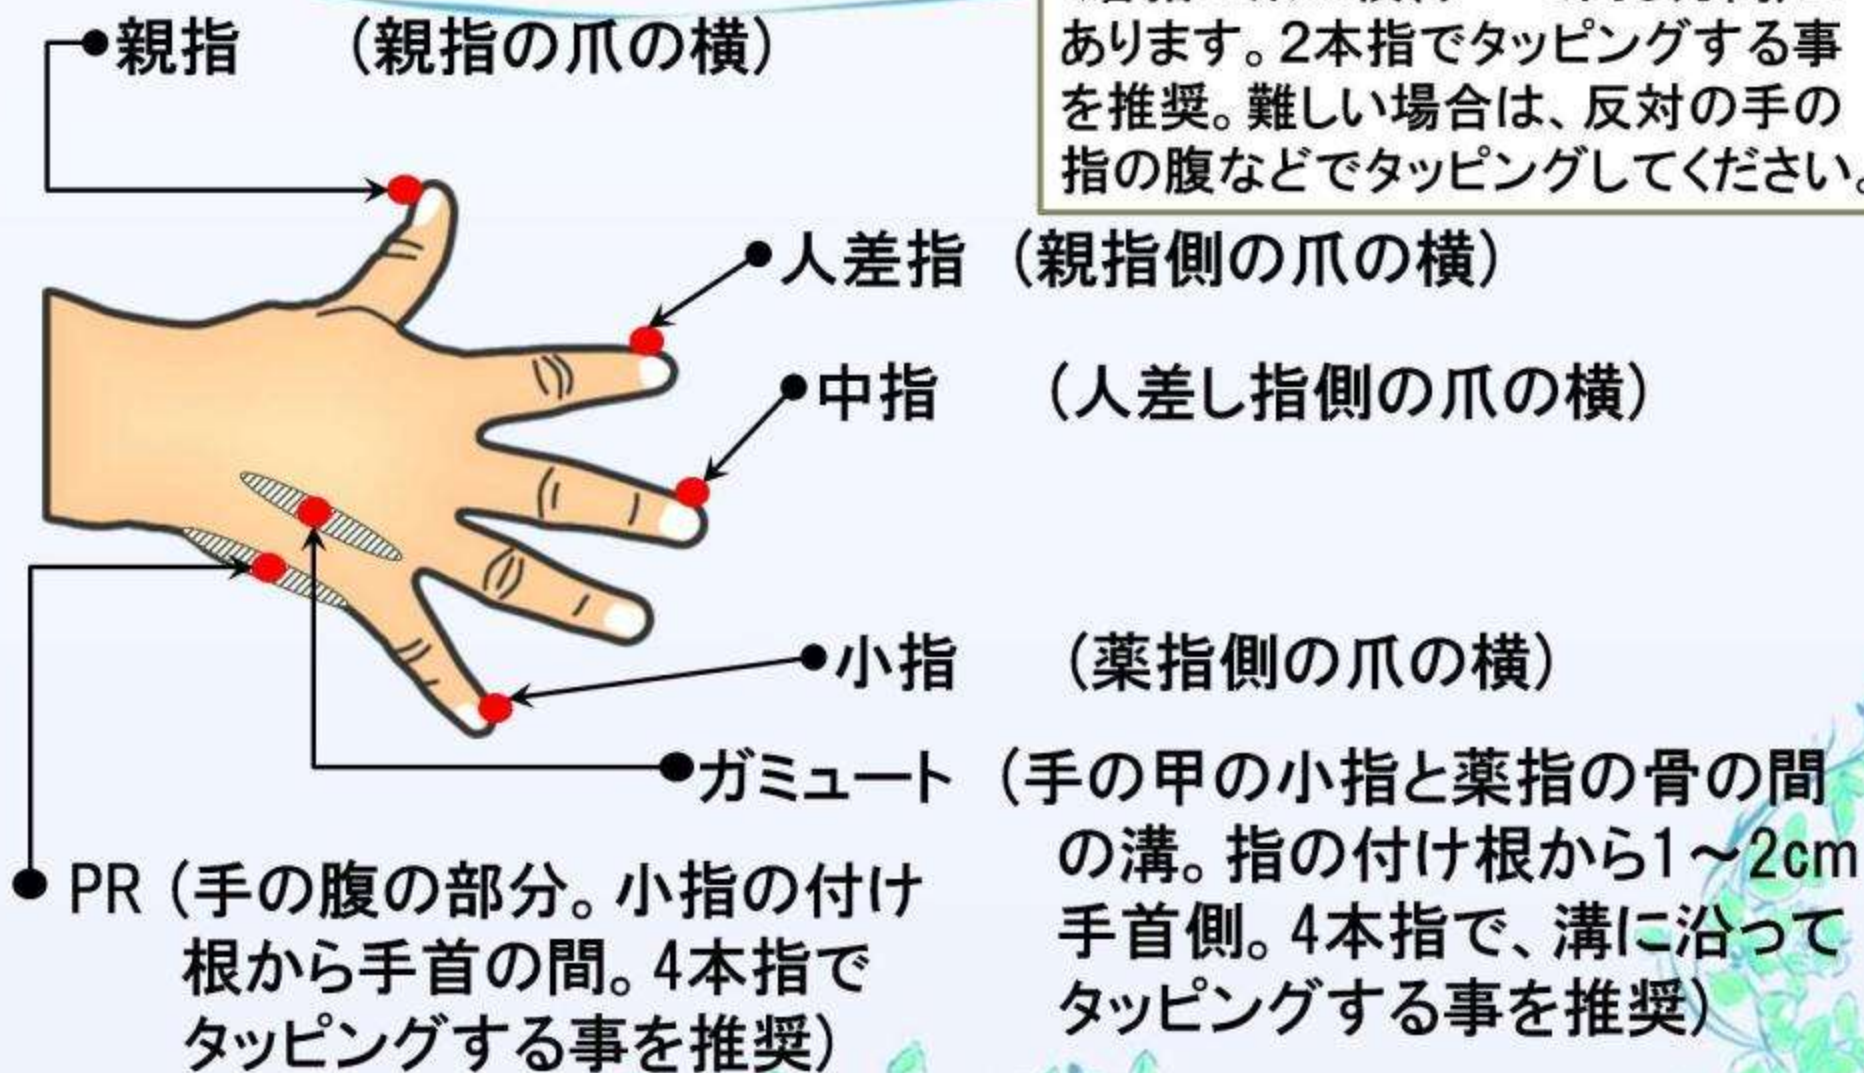 ●親指 （親指の爪の横）
あります。2本指でタッピングする事
を推奨。難しい場合は、反対の手の
指の腹などでタッピングしてください。
●人差指 （親指側の爪の横）
●中指 （人差し指側の爪の横）
●小指 （薬指側の爪の横）
●ガミュート （手の甲の小指と薬指の骨の間
の溝。指の付け根から1～2cm
手首側。4本指で、溝に沿って
タッピングする事を推奨）
● PR （手の腹の部分。小指の付け
根から手首の間。4本指で
タッピングする事を推奨）